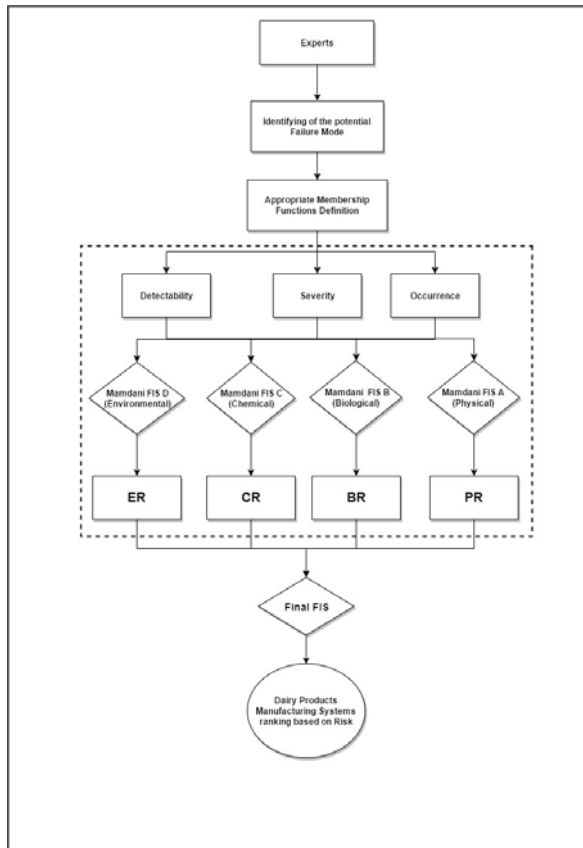 Experts
Identifying of the potential
Failure Mode
Appropriate Membership
Functions Definition
Detectability
Severity
Occurrence
Mamdani FIS D
(Environmental)
Mamdani FIS C
(Chemical)
Mamdani FIS B
(Biological)
Mamdani FIS A
(Physical)
ER
CR
BR
PR
Final FIS
Dairy Products
Manufacturing Systems
ranking based on Risk